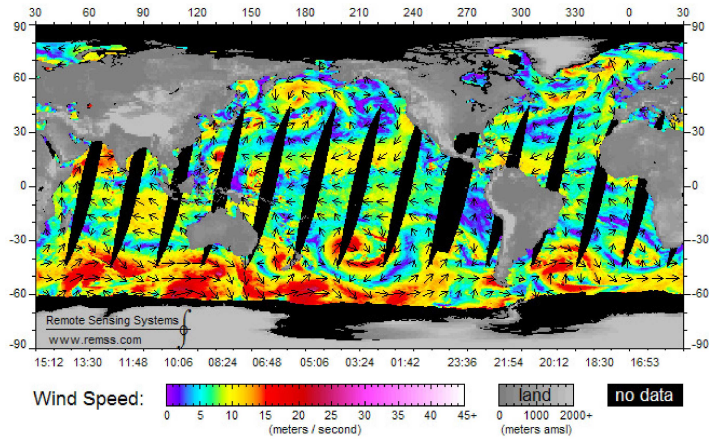 30 60 90 120 150 180 210 240 270 300 330 0 30
90 90
60 60
30 30
0 0
-30 -30
-60 -60
-90 -90
Remote Sensing Systems
www.remss.com
15:12 13:30 11:48 10:06 08:24 06:48 05:06 03:24 01:42 23:36 21:54 20:12 18:30 16:53
Wind Speed:
land
no data
0 5 10 15 20 25 30 35 40 45+
0 1000 2000+
(meters / second)
(meters amsl)